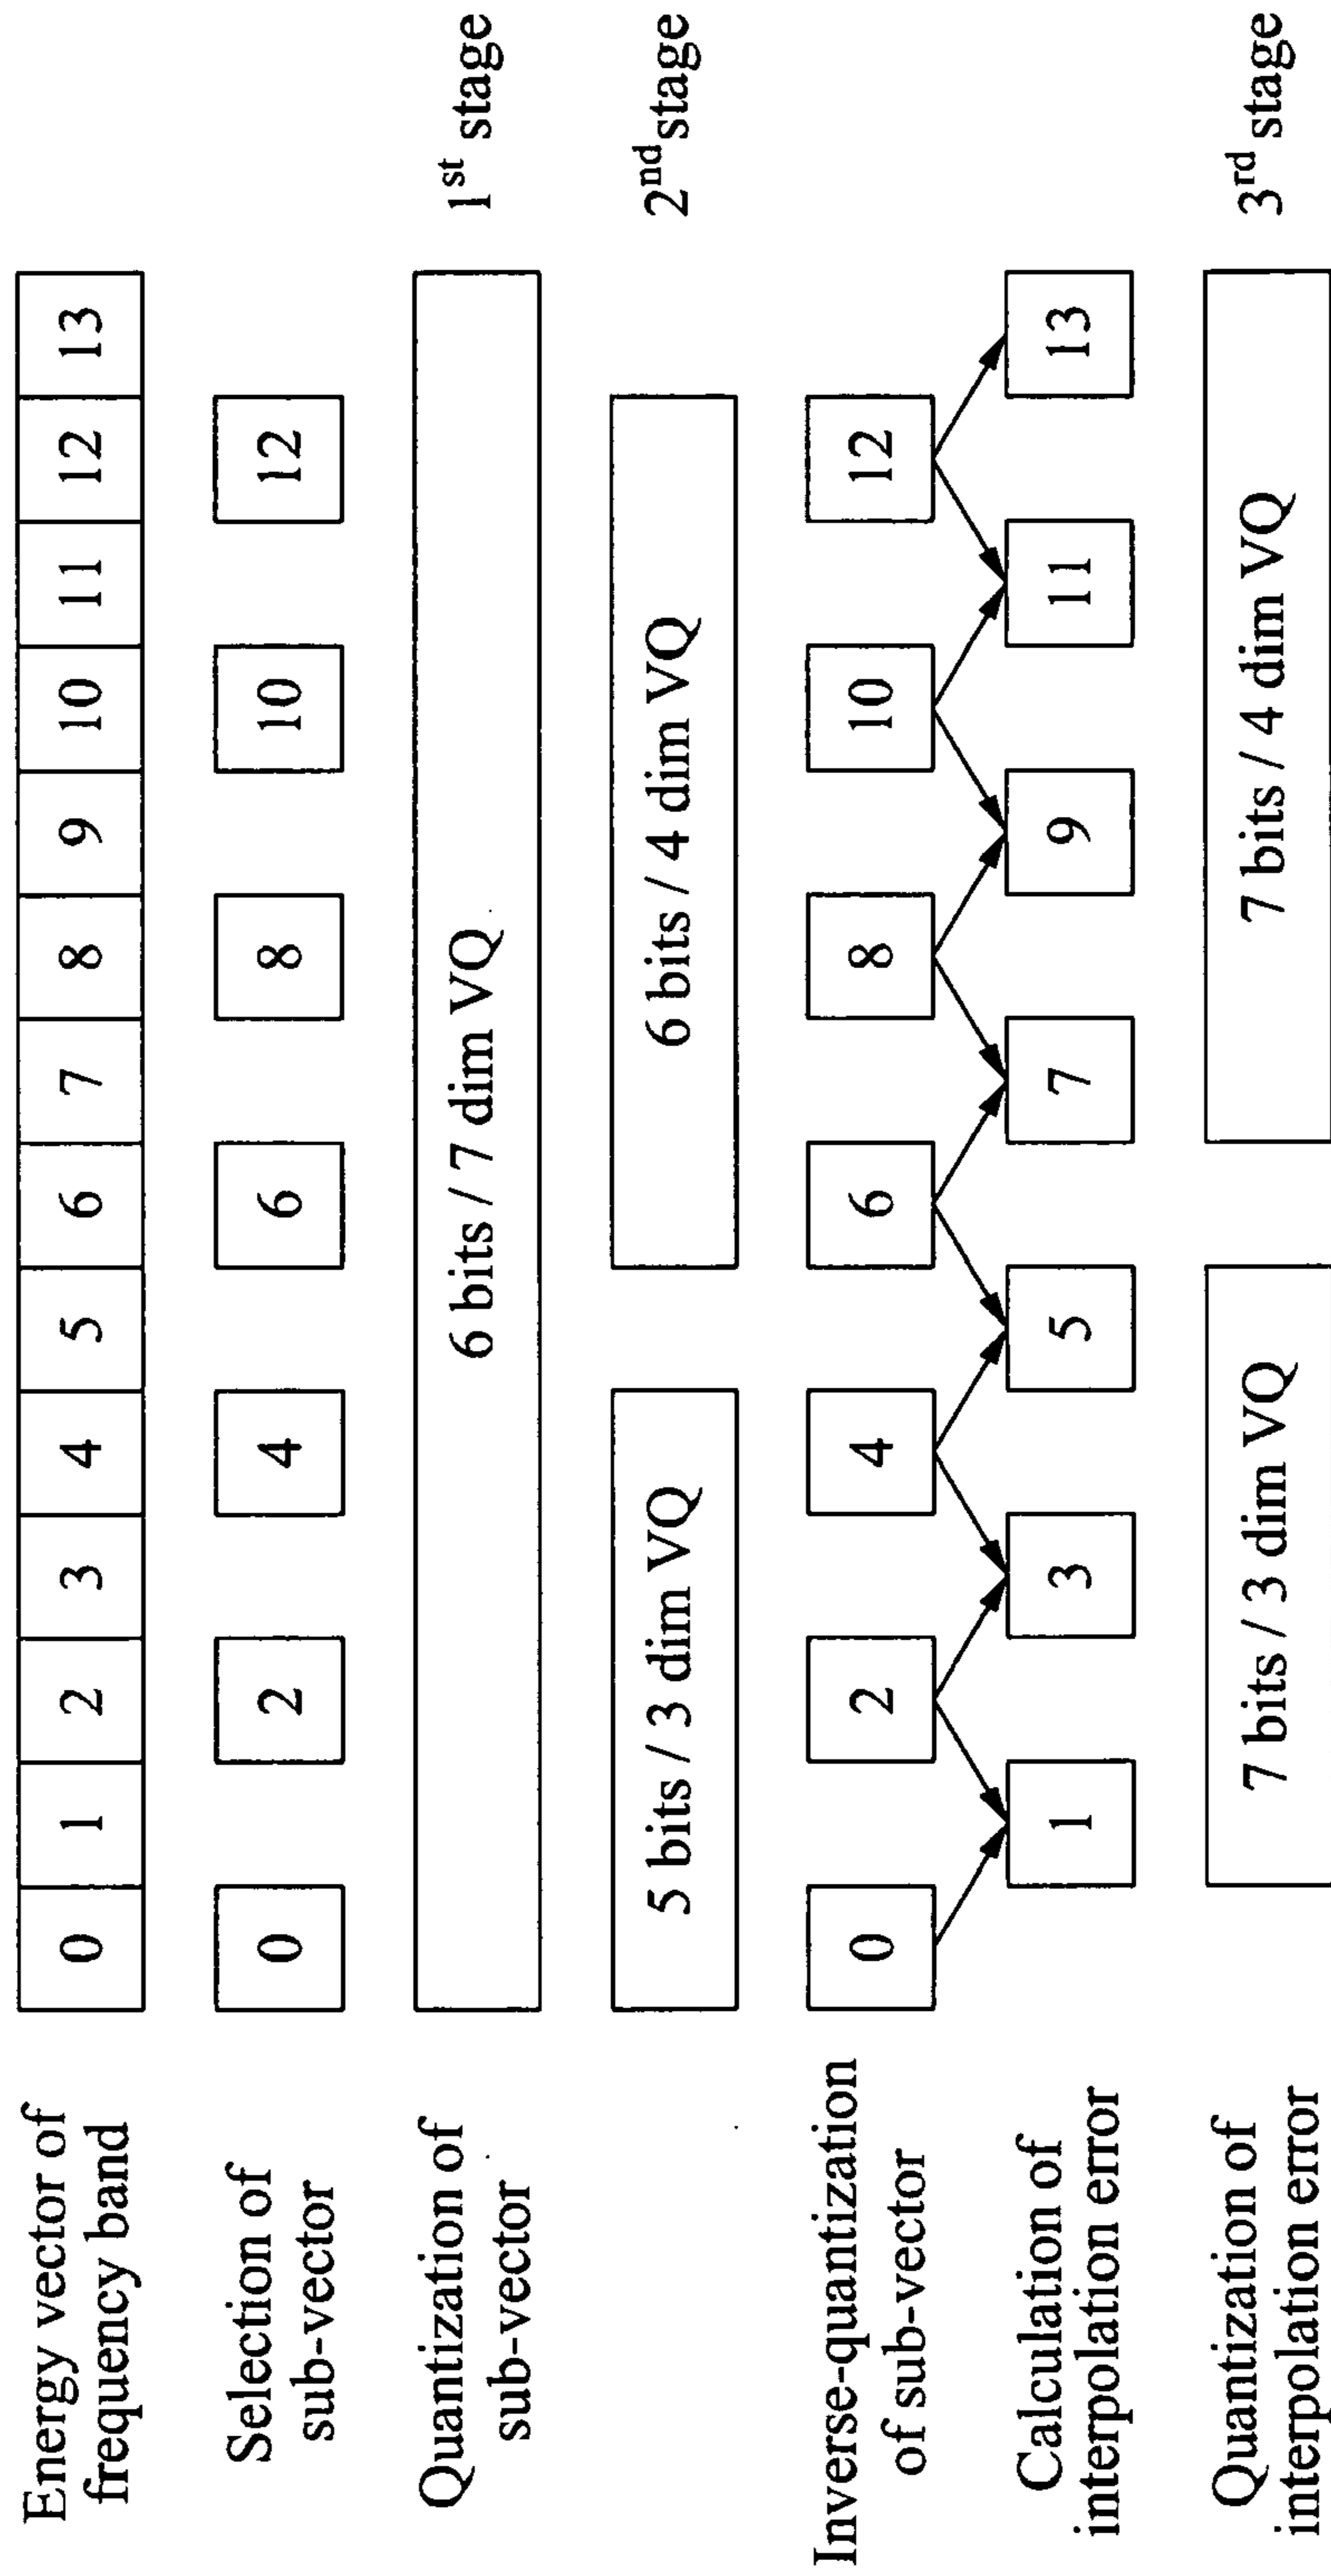 Energy vector of
frequency band
0 1 2 3 4 5 6 7 8 9 10 11 12 13
Selection of
sub-vector
0 2 4 6 8 10 12
Quantization of
sub-vector
6 bits / 7 dim VQ
1st stage
5 bits / 3 dim VQ
6 bits / 4 dim VQ
2nd stage
Inverse-quantization
of sub-vector
0 2 4 6 8 10 12
Calculation of
interpolation error
1 3 5 7 9 11 13
Quantization of
interpolation error
7 bits / 3 dim VQ
7 bits / 4 dim VQ
3rd stage